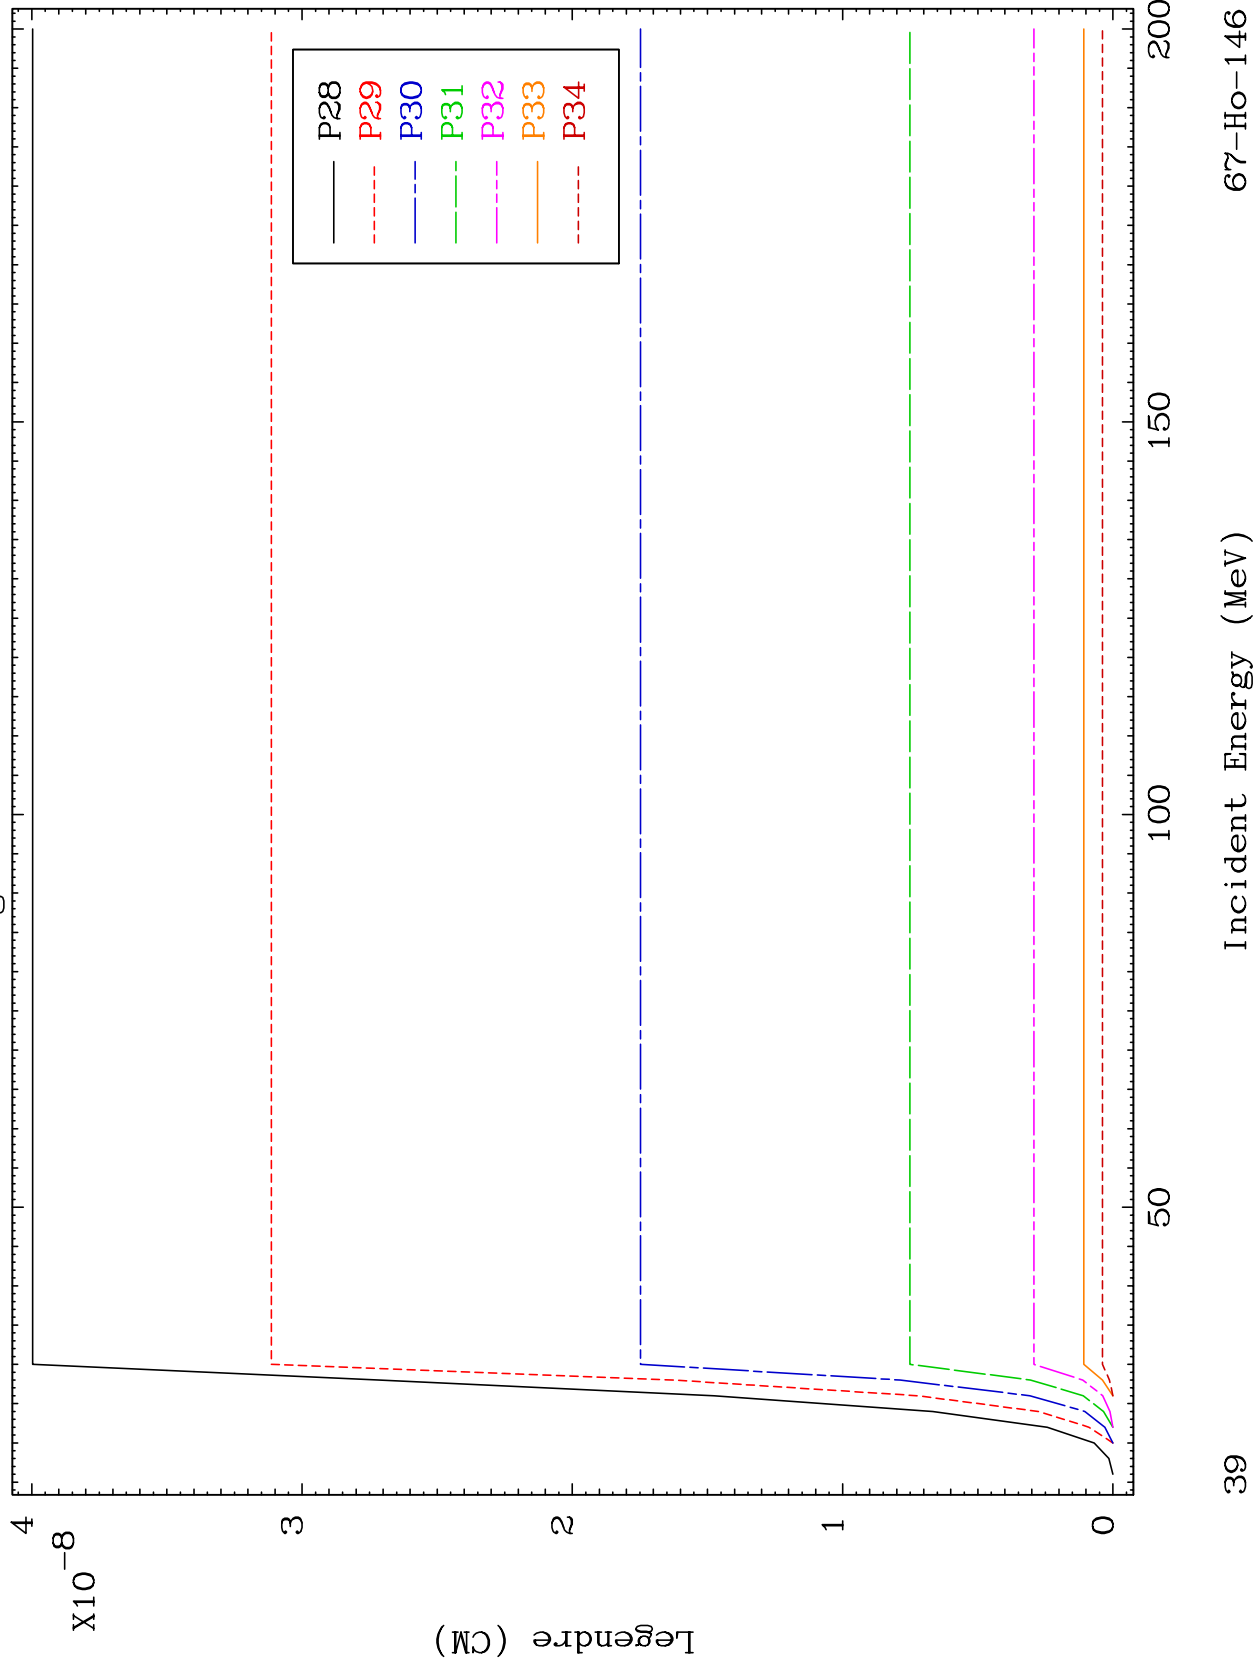 4
3
2
1
0
X10-8
Legendre (CM)
P28
P29
P30
P31
P32
P33
P34
50
100
150
200
Incident Energy (MeV)
39
67-Ho-146